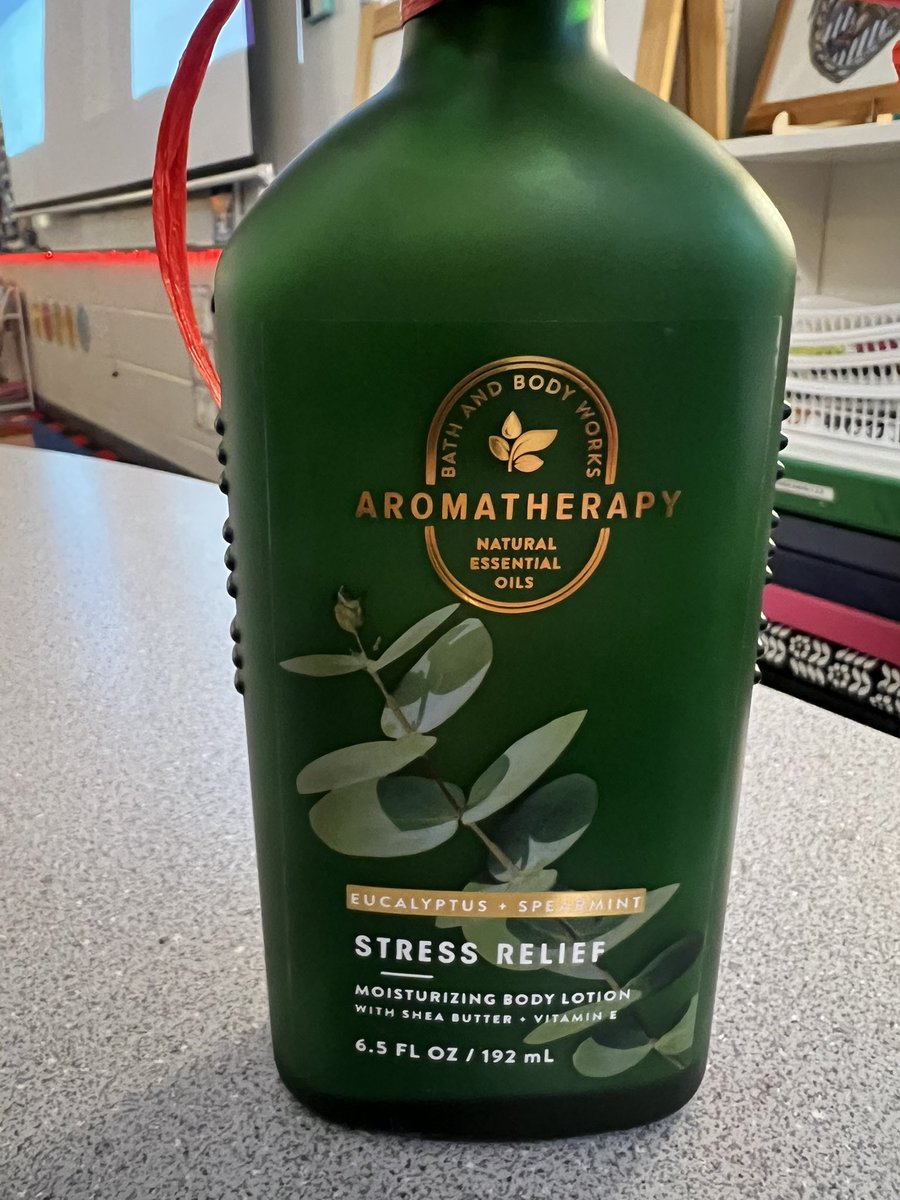 BATH AND BODY WORKS
AROMATHERAPY
NATURAL
ESSENTIAL
OILS
EUCALYPTUS + SPEARMINT
STRESS RELIEF
MOISTURIZING BODY LOTION
WITH SHEA BUTTER + VITAMIN E
6.5 FL OZ / 192 mL